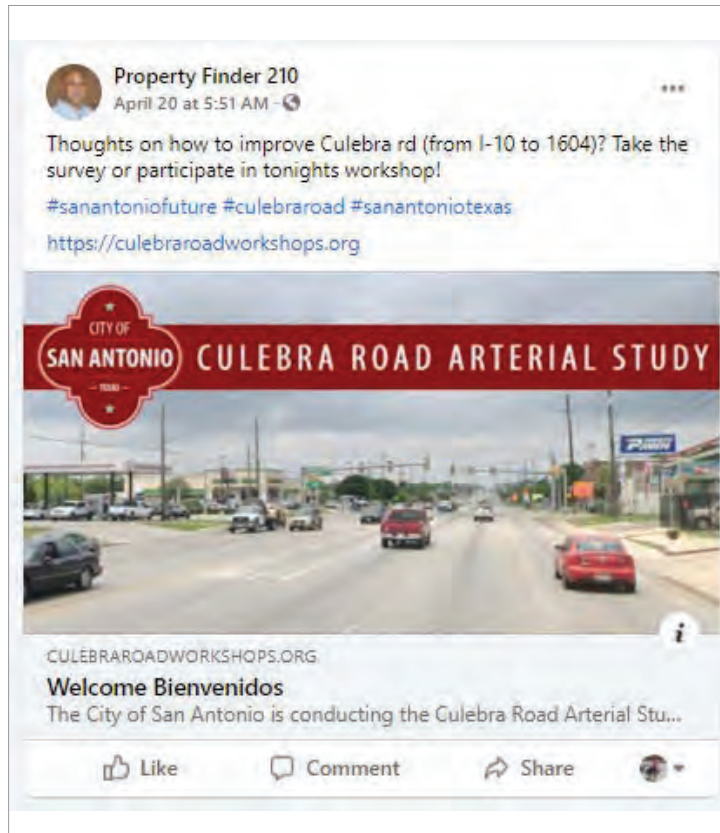 Property Finder 210
April 20 at 5:51 AM ·
Thoughts on how to improve Culebra rd (from I-10 to 1604)? Take the
survey or participate in tonights workshop!
#sanantoniofuture #culebraroad #sanantoniotexas
https://culebraroadworkshops.org
CITY OF
SAN ANTONIO
TEXAS
CULEBRA ROAD ARTERIAL STUDY
PAWN
i
CULEBRAROADWORKSHOPS.ORG
Welcome Bienvenidos
The City of San Antonio is conducting the Culebra Road Arterial Stu...
Like Comment Share